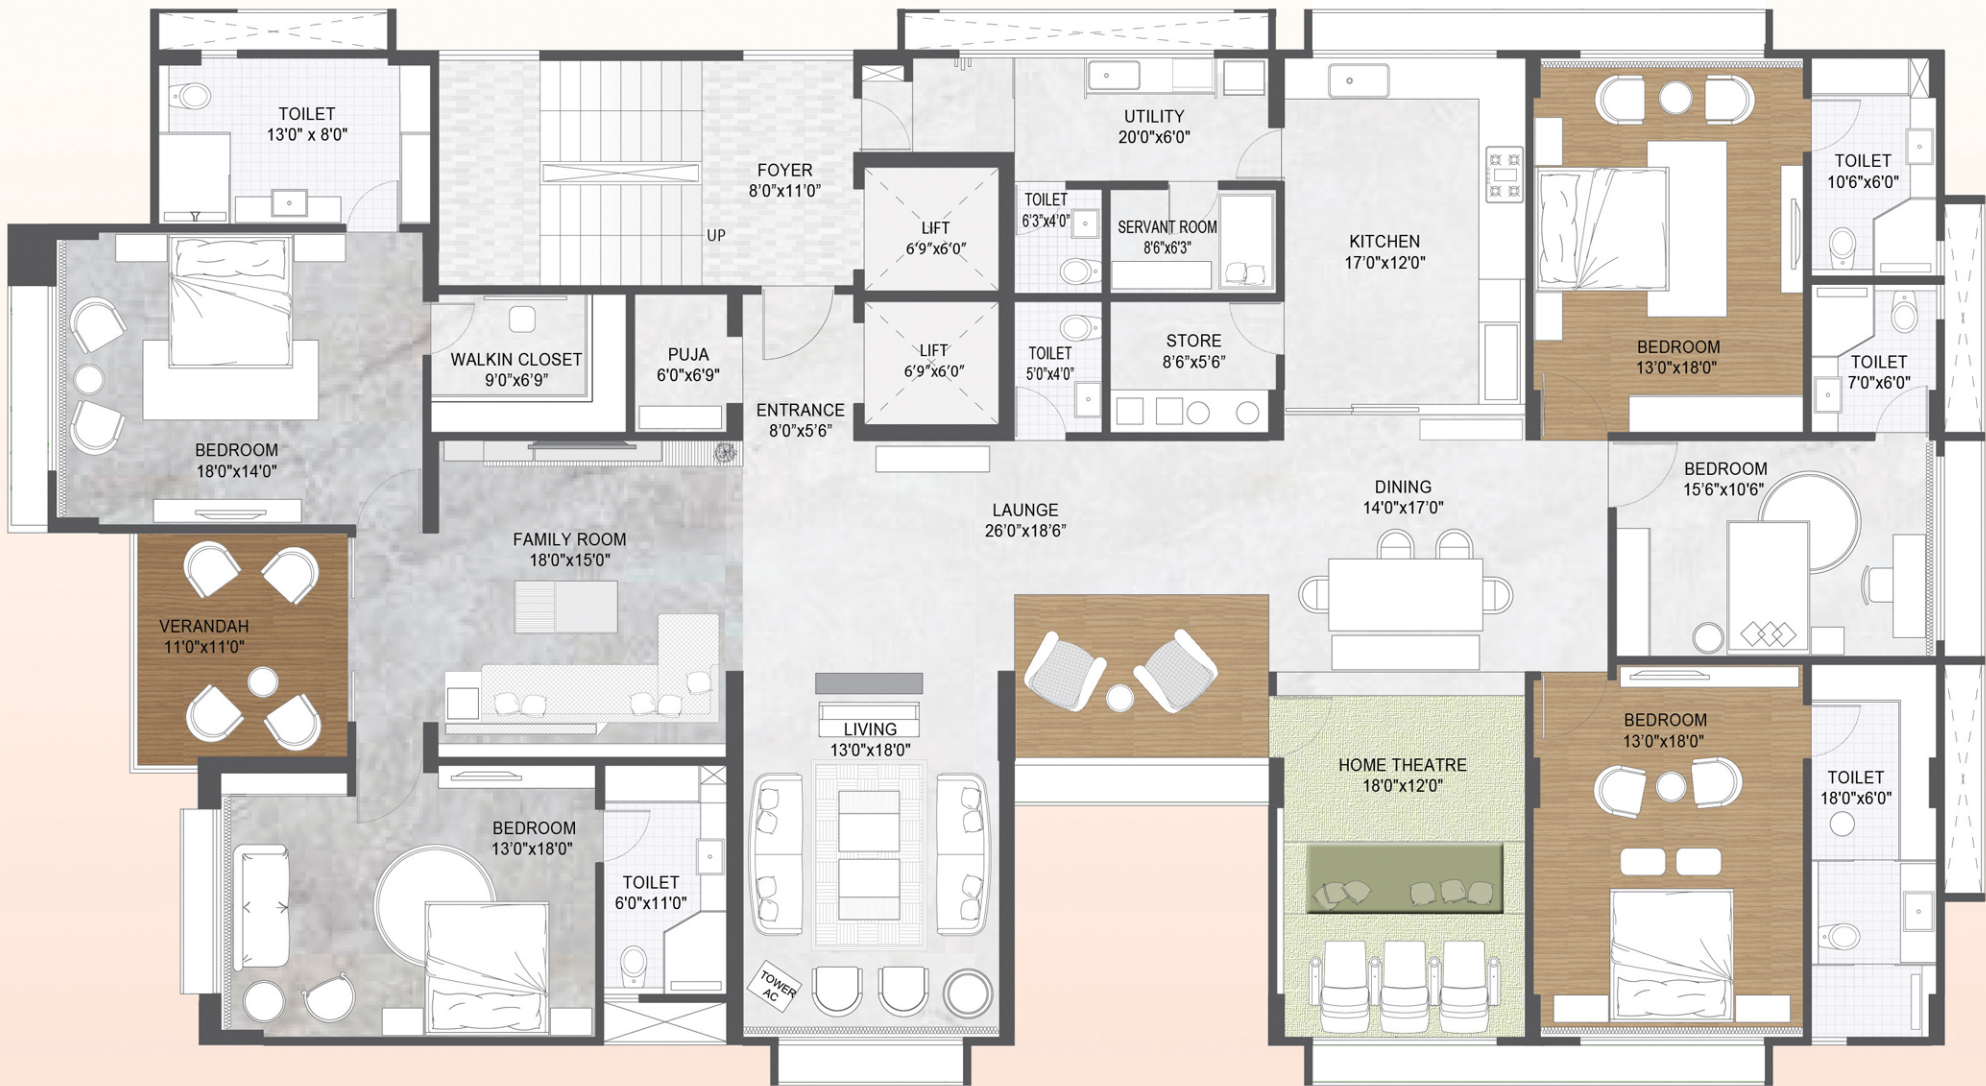 TOILET
13'0" x 8'0"
FOYER
8'0"x11'0"
UP
LIFT
6'9"x6'0"
LIFT
6'9"x6'0"
UTILITY
20'0"x6'0"
TOILET
6'3"x4'0"
SERVANT ROOM
8'6"x6'3"
KITCHEN
17'0"x12'0"
BEDROOM
13'0"x18'0"
TOILET
10'6"x6'0"
TOILET
7'0"x6'0"
WALKIN CLOSET
9'0"x6'9"
PUJA
6'0"x6'9"
ENTRANCE
8'0"x5'6"
TOILET
5'0"x4'0"
STORE
8'6"x5'6"
BEDROOM
18'0"x14'0"
FAMILY ROOM
18'0"x15'0"
LAUNGE
26'0"x18'6"
DINING
14'0"x17'0"
BEDROOM
15'6"x10'6"
VERANDAH
11'0"x11'0"
LIVING
13'0"x18'0"
HOME THEATRE
18'0"x12'0"
BEDROOM
13'0"x18'0"
TOILET
18'0"x6'0"
BEDROOM
13'0"x18'0"
TOILET
6'0"x11'0"
TOWER
AC